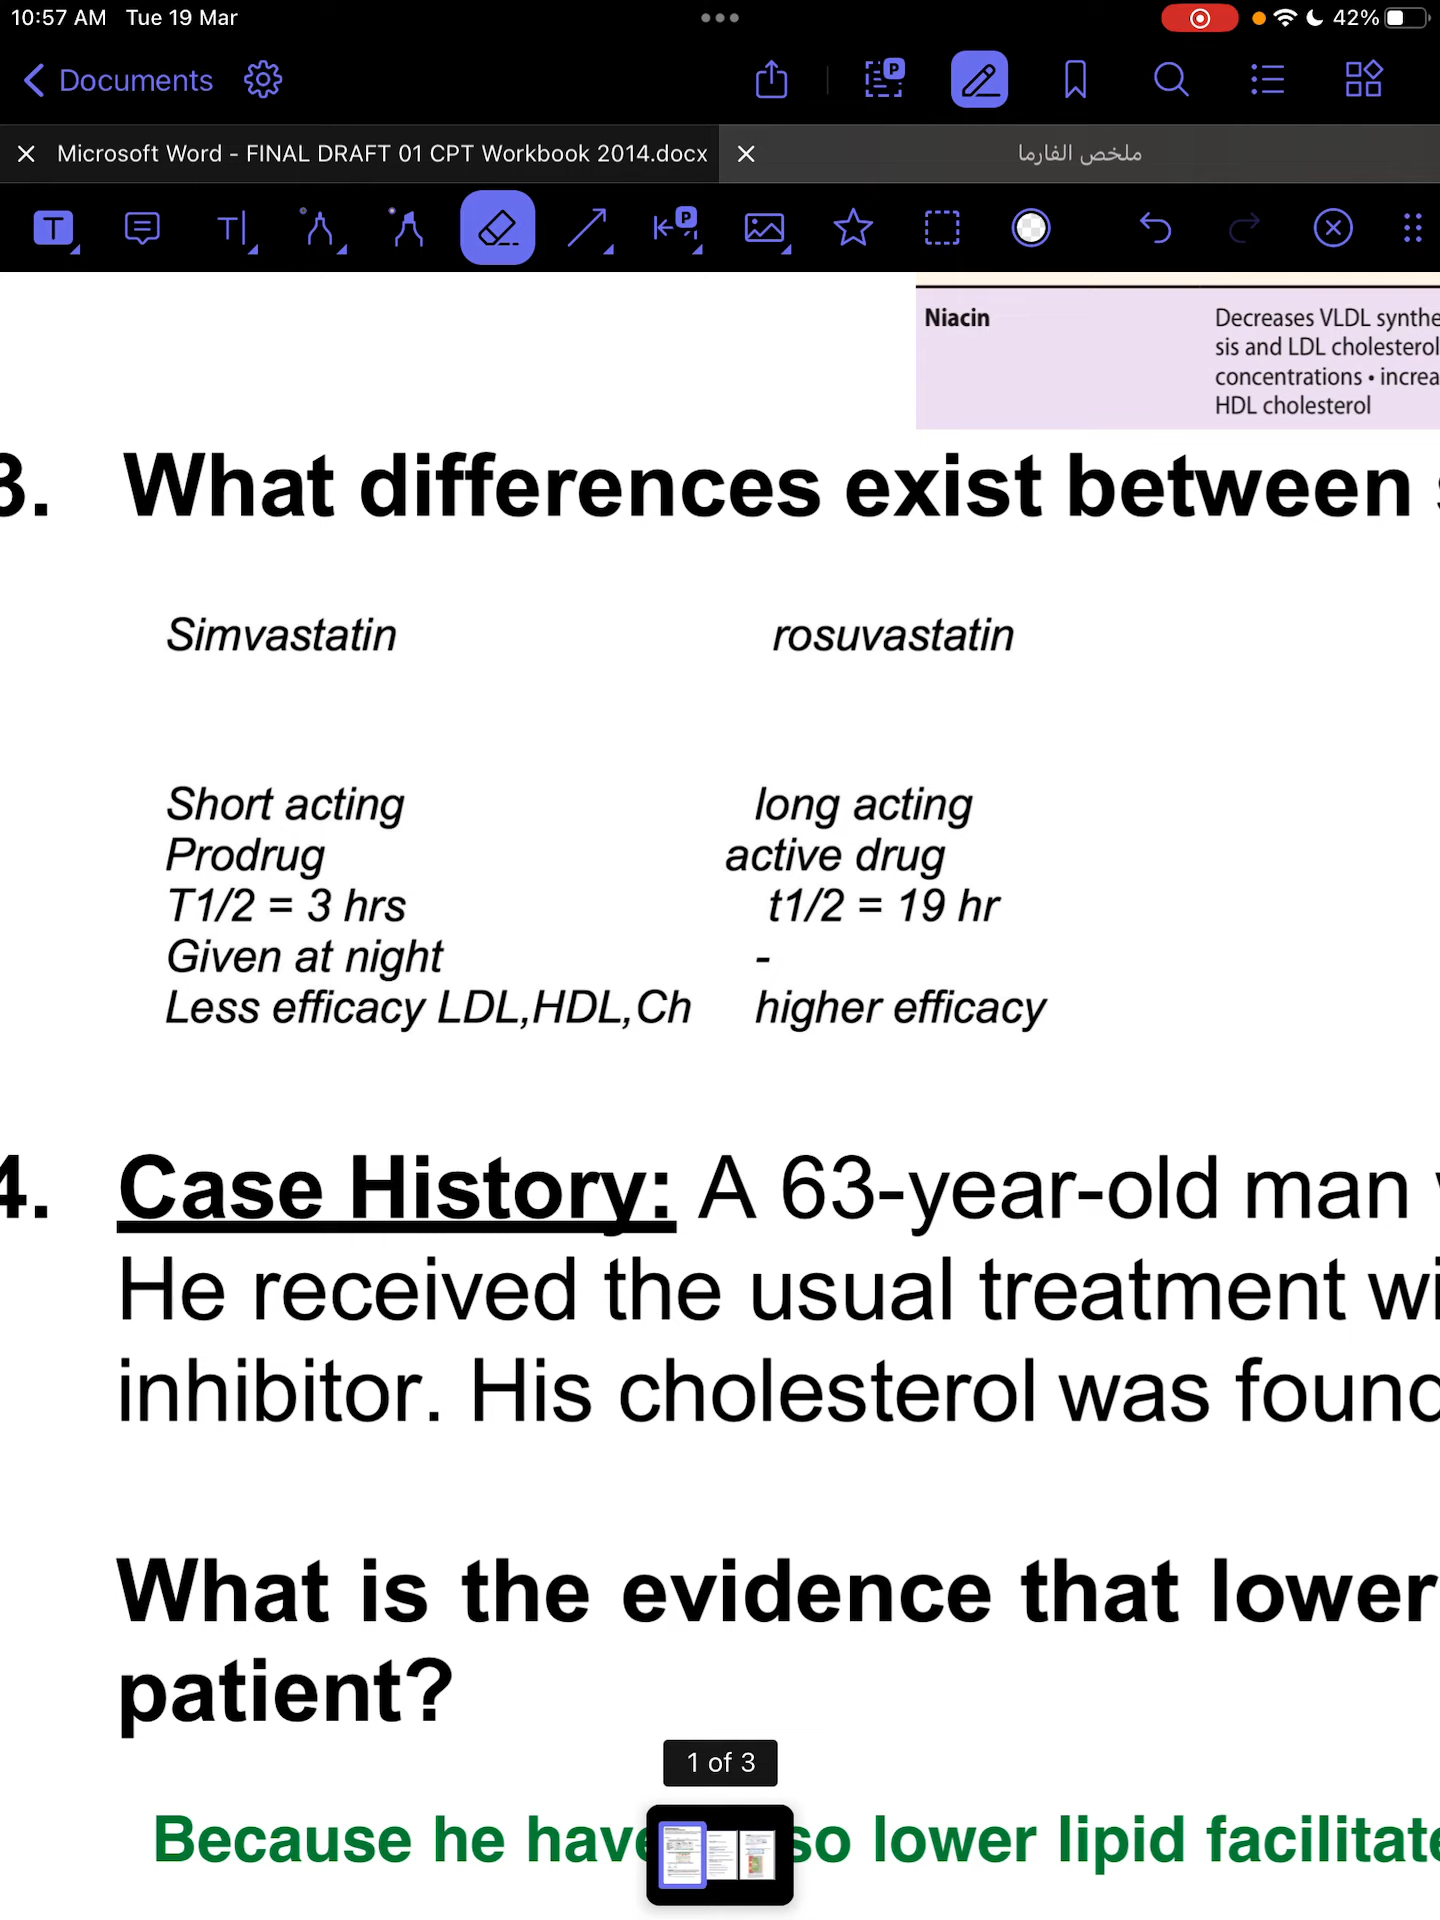 10:57 AM Tue 19 Mar
42%
Documents
Microsoft Word - FINAL DRAFT 01 CPT Workbook 2014.docx
ملخص الفارما
Niacin
Decreases VLDL synthe
sis and LDL cholesterol
concentrations • increa
HDL cholesterol
3. What differences exist between
Simvastatin rosuvastatin
Short acting long acting
Prodrug active drug
T1/2 = 3 hrs t1/2 = 19 hr
Given at night -
Less efficacy LDL,HDL,Ch higher efficacy
4. Case History: A 63-year-old man
He received the usual treatment wi
inhibitor. His cholesterol was found
What is the evidence that lower
patient?
1 of 3
Because he have so lower lipid facilitate